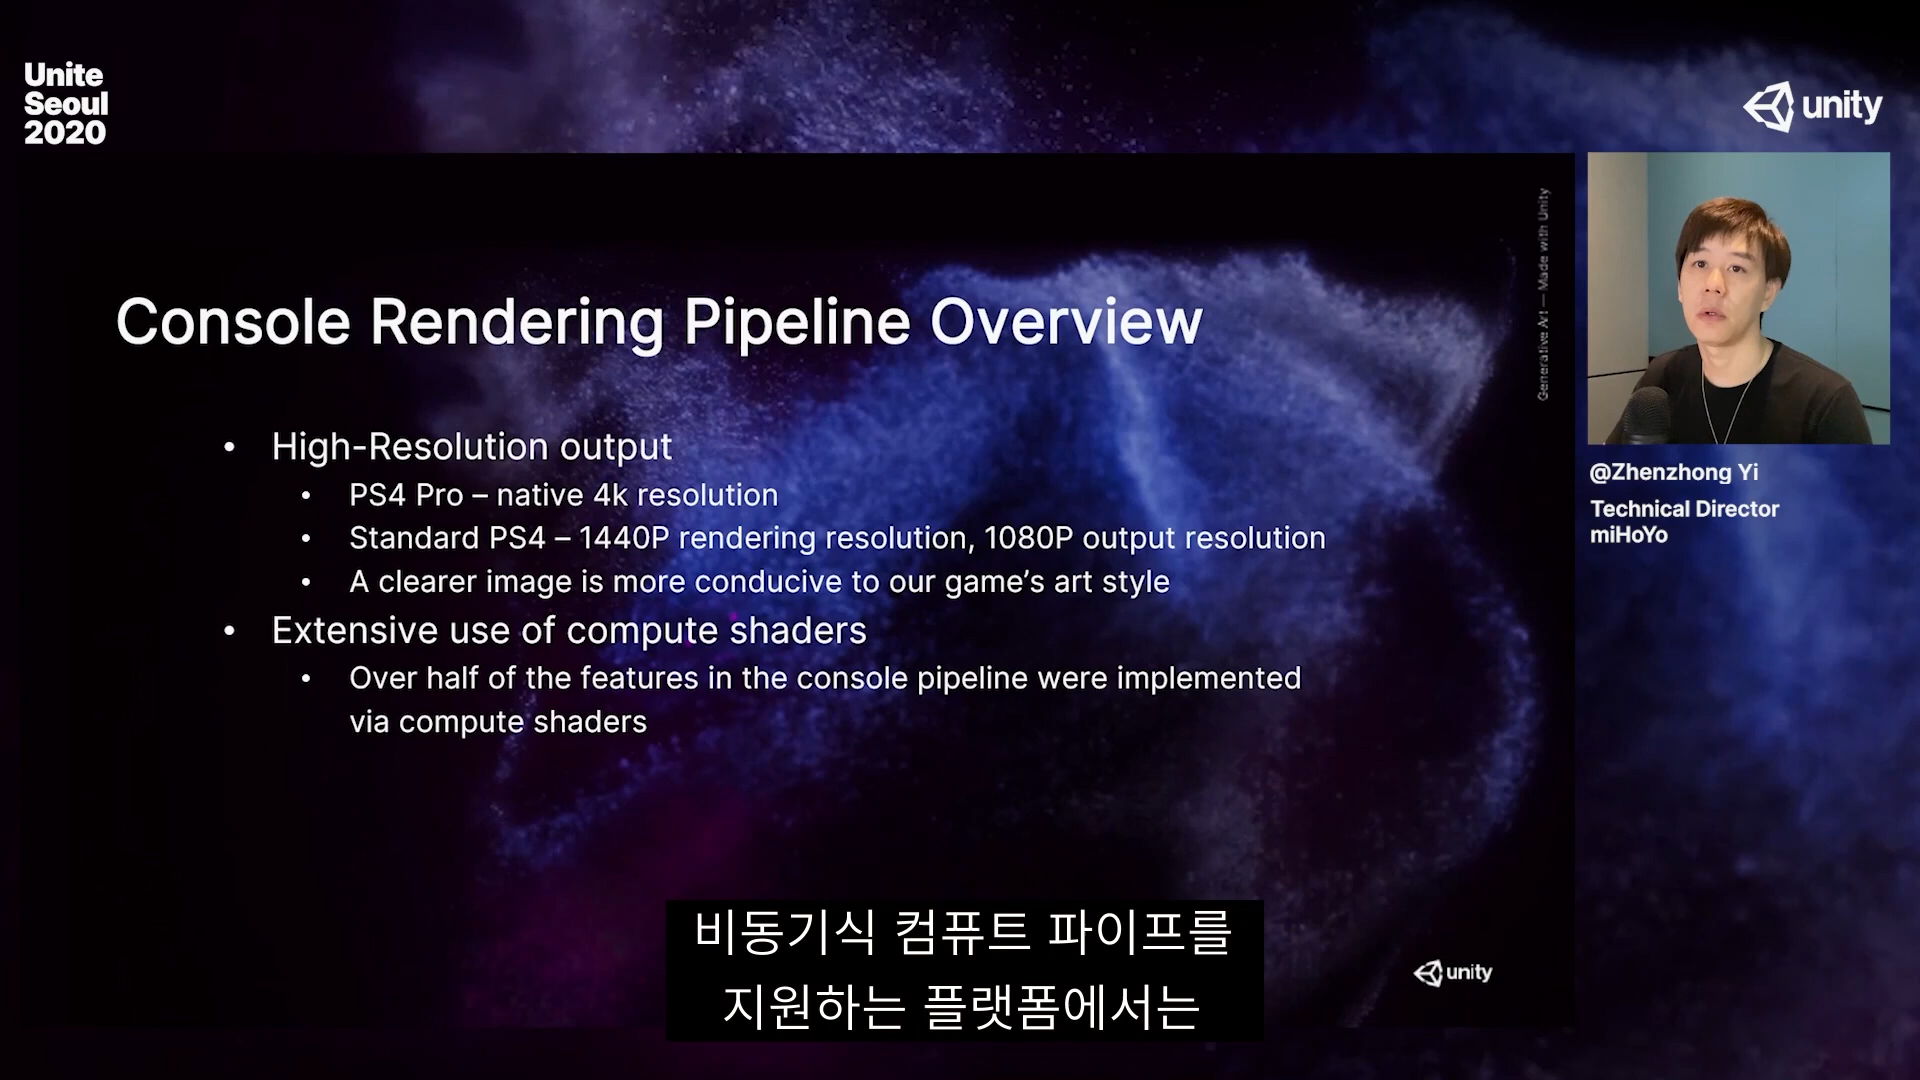 Unite
Seoul
2020
unity
Generative Art — Made with Unity
Console Rendering Pipeline Overview
• High-Resolution output
• PS4 Pro – native 4k resolution
• Standard PS4 – 1440P rendering resolution, 1080P output resolution
• A clearer image is more conducive to our game’s art style
• Extensive use of compute shaders
• Over half of the features in the console pipeline were implemented
via compute shaders
@Zhenzhong Yi
Technical Director
miHoYo
unity
비동기식 컴퓨트 파이프를
지원하는 플랫폼에서는